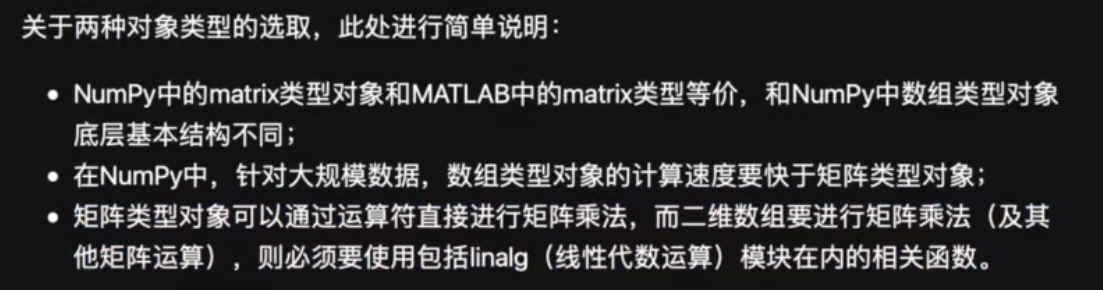 关于两种对象类型的选取，此处进行简单说明：
• NumPy中的matrix类型对象和MATLAB中的matrix类型等价，和NumPy中数组类型对象
底层基本结构不同；
• 在NumPy中，针对大规模数据，数组类型对象的计算速度要快于矩阵类型对象；
• 矩阵类型对象可以通过运算符直接进行矩阵乘法，而二维数组要进行矩阵乘法（及其
他矩阵运算），则必须要使用包括linalg（线性代数运算）模块在内的相关函数。